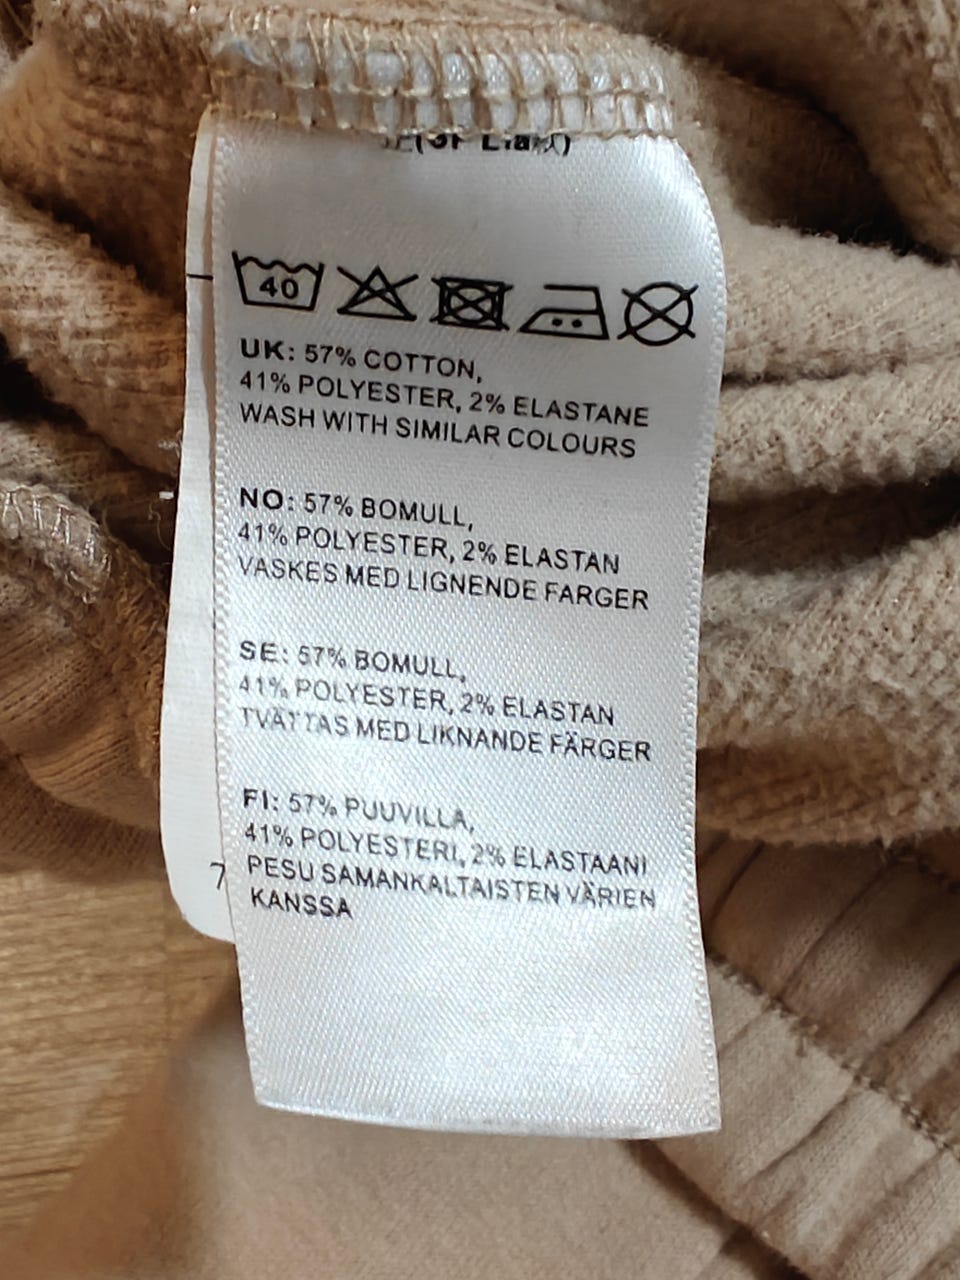 40
UK: 57% COTTON,
41% POLYESTER, 2% ELASTANE
WASH WITH SIMILAR COLOURS
NO: 57% BOMULL,
41% POLYESTER, 2% ELASTAN
VASKES MED LIGNENDE FARGER
SE: 57% BOMULL,
41% POLYESTER, 2% ELASTAN
TVÄTTAS MED LIKNANDE FÄRGER
FI: 57% PUUVILLA,
41% POLYESTERI, 2% ELASTAANI
PESU SAMANKALTAISTEN VÄRIEN
KANSSA
7